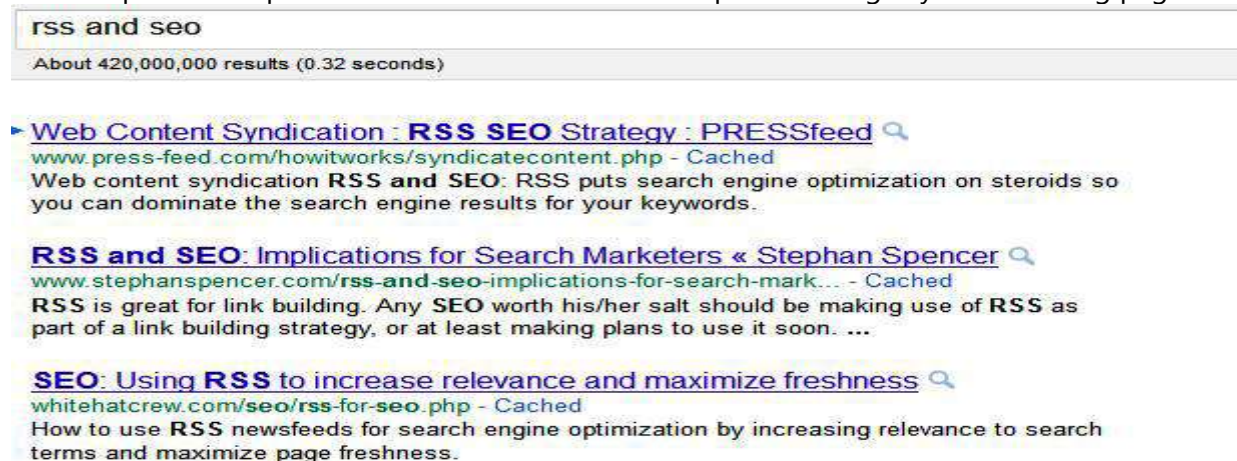 rss and seo
About 420,000,000 results (0.32 seconds)
Web Content Syndication : RSS SEO Strategy : PRESSfeed
www.press-feed.com/howitworks/syndicatecontent.php - Cached
Web content syndication RSS and SEO: RSS puts search engine optimization on steroids so
you can dominate the search engine results for your keywords.
RSS and SEO: Implications for Search Marketers « Stephan Spencer
www.stephanspencer.com/rss-and-seo-implications-for-search-mark... - Cached
RSS is great for link building. Any SEO worth his/her salt should be making use of RSS as
part of a link building strategy, or at least making plans to use it soon. ...
SEO: Using RSS to increase relevance and maximize freshness
whitehatcrew.com/seo/rss-for-seo.php - Cached
How to use RSS newsfeeds for search engine optimization by increasing relevance to search
terms and maximize page freshness.